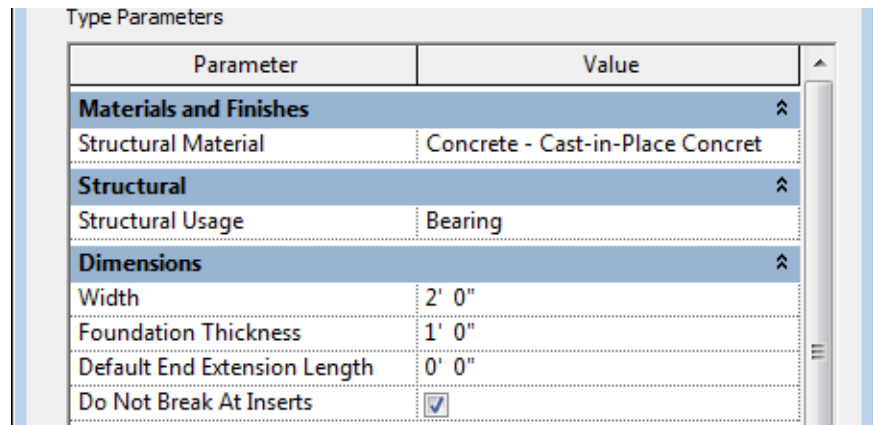 Type Parameters
Parameter Value
Materials and Finishes
Structural Material Concrete - Cast-in-Place Concret
Structural
Structural Usage Bearing
Dimensions
Width 2' 0"
Foundation Thickness 1' 0"
Default End Extension Length 0' 0"
Do Not Break At Inserts